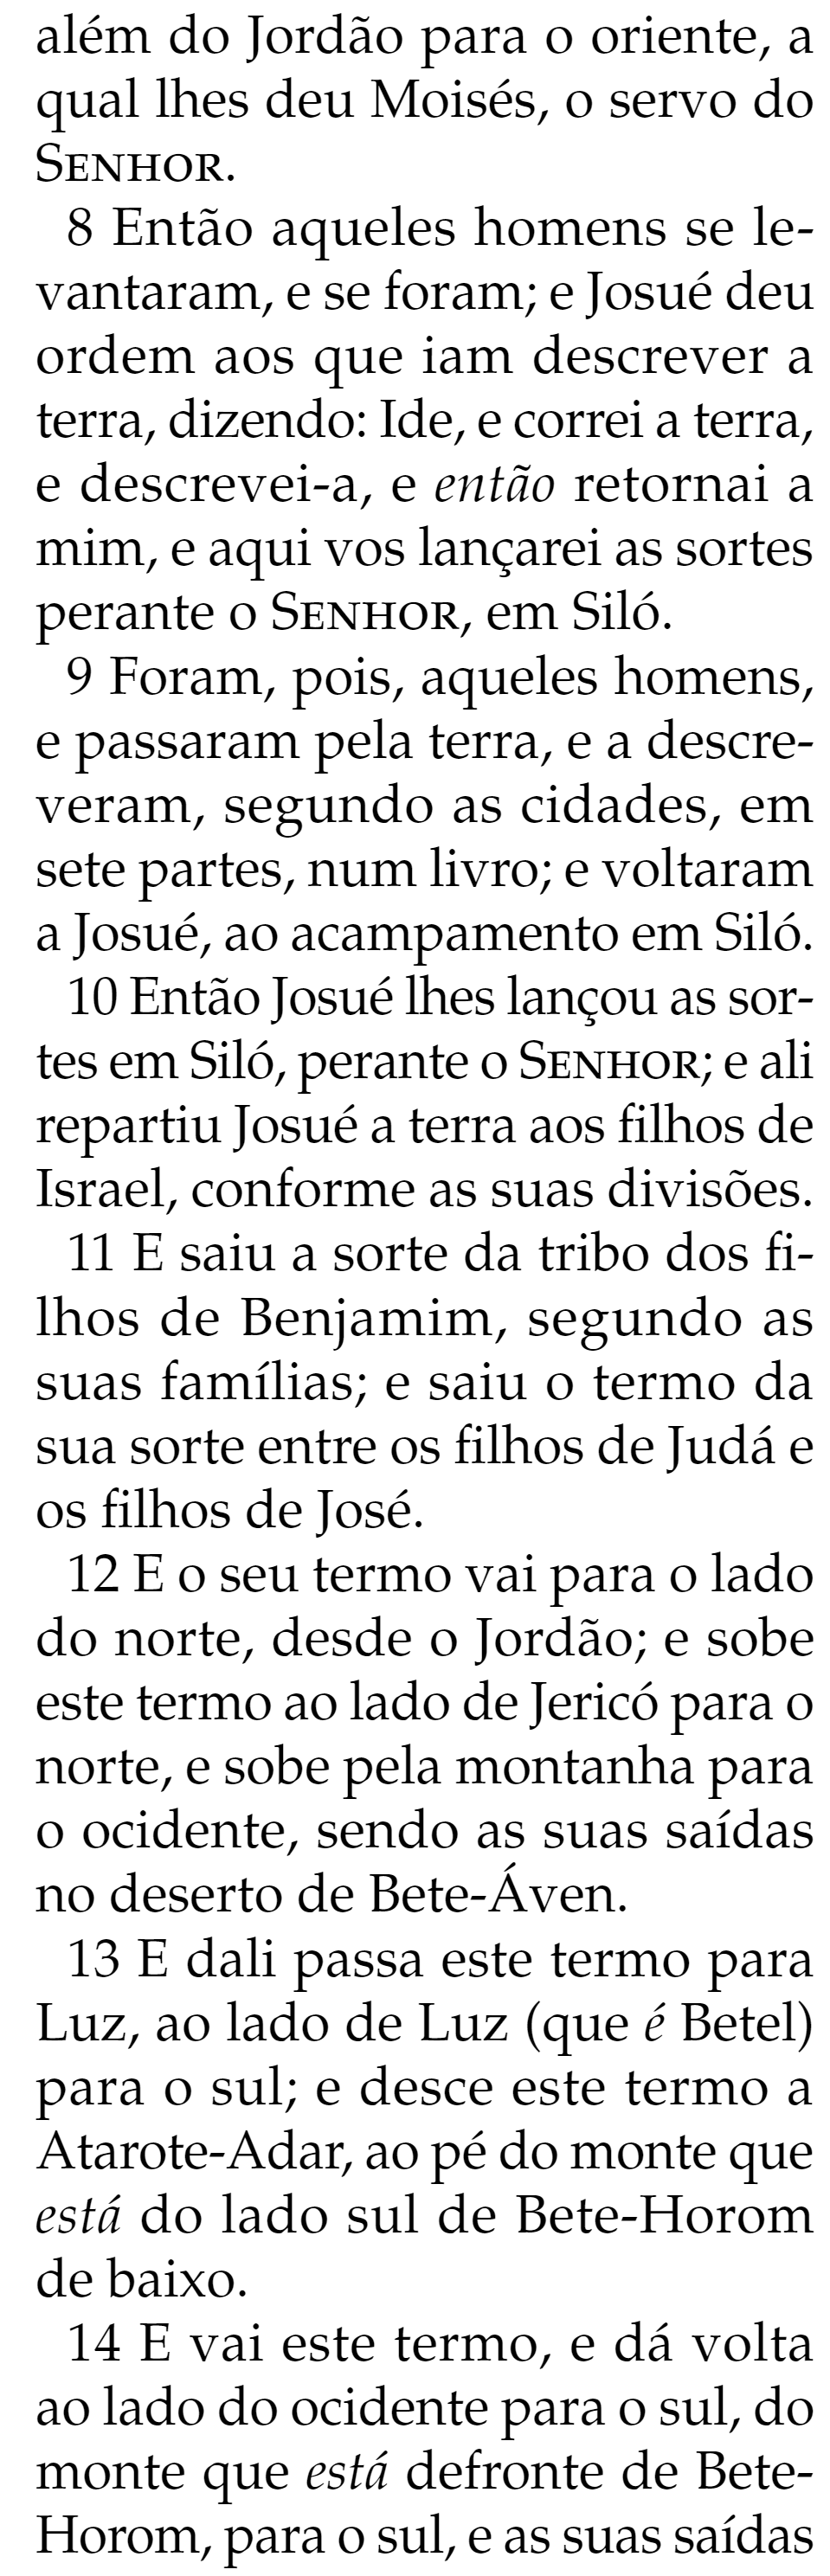 além do Jordão para o oriente, a
qual lhes deu Moisés, o servo do
SENHOR.
8 Então aqueles homens se le-
vantaram, e se foram; e Josué deu
ordem aos que iam descrever a
terra, dizendo: Ide, e correi a terra,
e descrevei-a, e então retornai a
mim, e aqui vos lançarei as sortes
perante o SENHOR, em Siló.
9 Foram, pois, aqueles homens,
e passaram pela terra, e a descre-
veram, segundo as cidades, em
sete partes, num livro; e voltaram
a Josué, ao acampamento em Siló.
10 Então Josué lhes lançou as sor-
tes em Siló, perante o SENHOR; e ali
repartiu Josué a terra aos filhos de
Israel, conforme as suas divisões.
11 E saiu a sorte da tribo dos fi-
lhos de Benjamim, segundo as
suas famílias; e saiu o termo da
sua sorte entre os filhos de Judá e
os filhos de José.
12 E o seu termo vai para o lado
do norte, desde o Jordão; e sobe
este termo ao lado de Jericó para o
norte, e sobe pela montanha para
o ocidente, sendo as suas saídas
no deserto de Bete-Áven.
13 E dali passa este termo para
Luz, ao lado de Luz (que é Betel)
para o sul; e desce este termo a
Atarote-Adar, ao pé do monte que
está do lado sul de Bete-Horom
de baixo.
14 E vai este termo, e dá volta
ao lado do ocidente para o sul, do
monte que está defronte de Bete-
Horom, para o sul, e as suas saídas